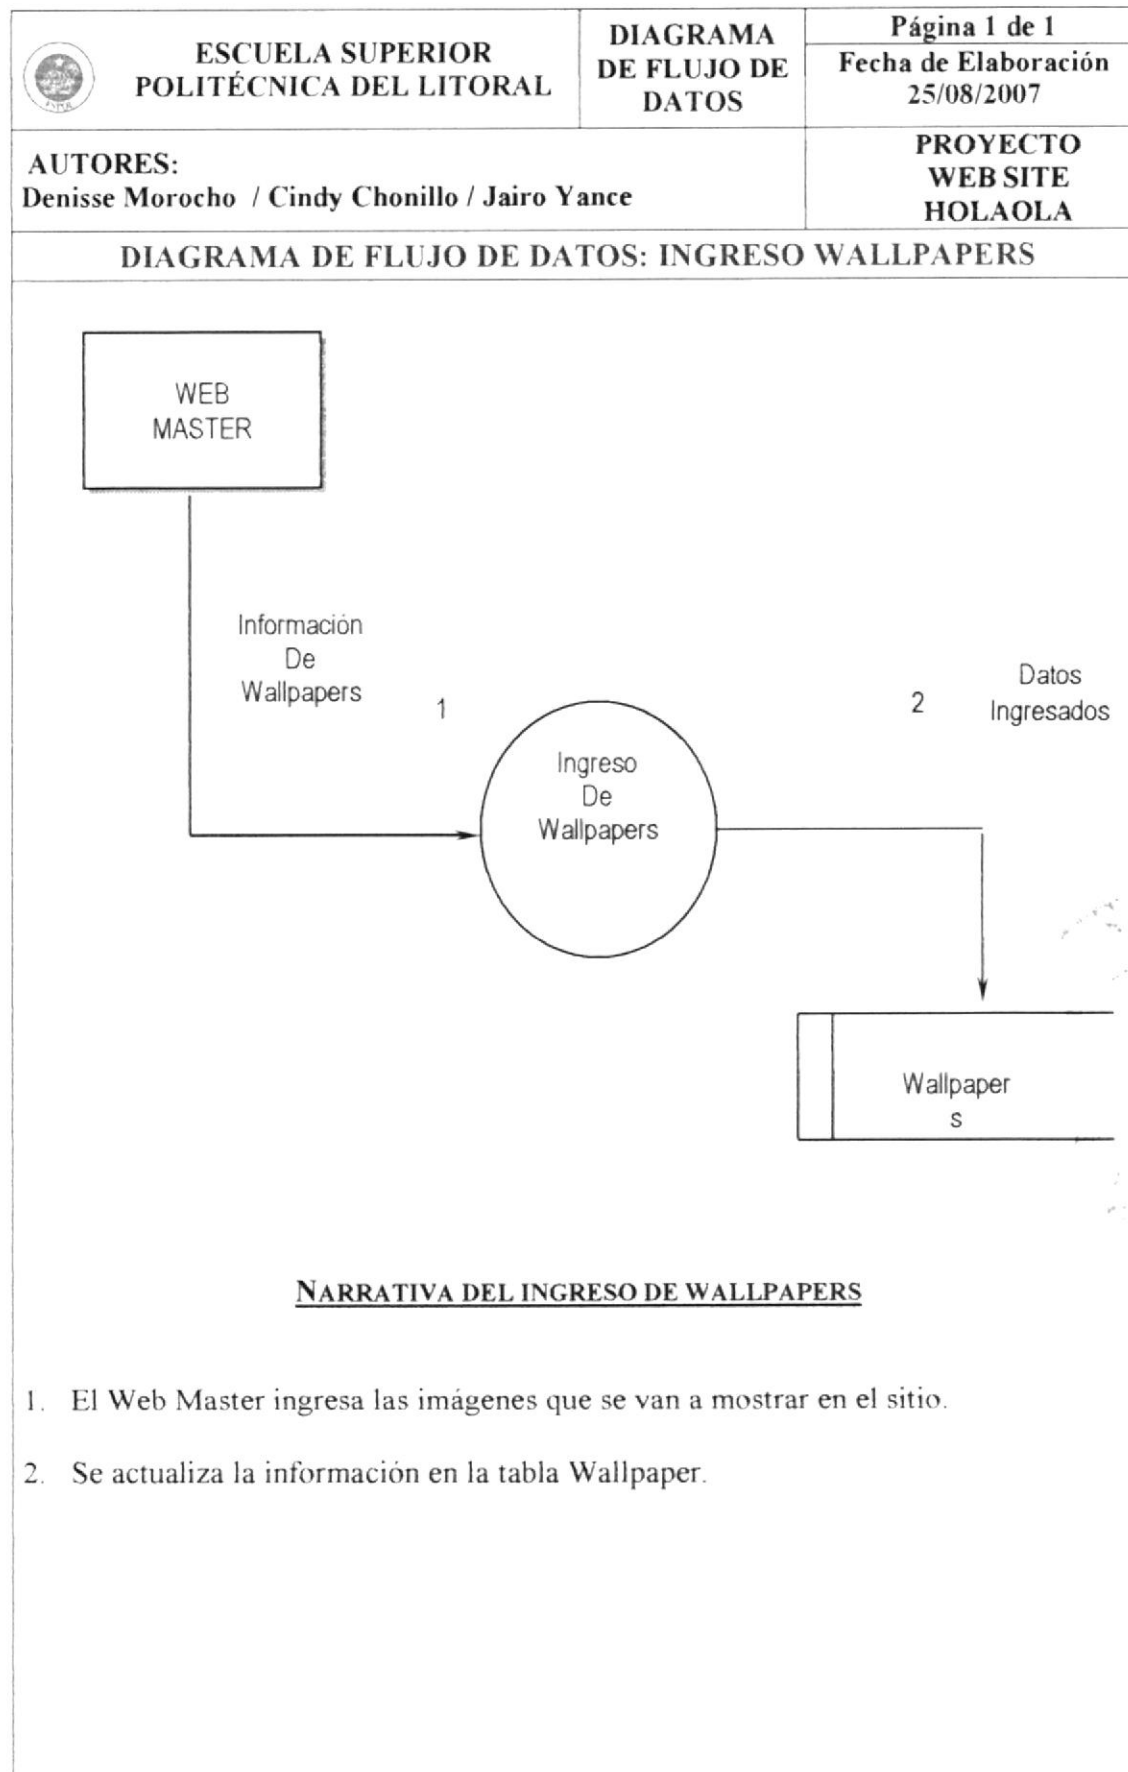 ESCUELA SUPERIOR
POLITÉCNICA DEL LITORAL
DIAGRAMA
DE FLUJO DE
DATOS
Página 1 de 1
Fecha de Elaboración
25/08/2007
AUTORES:
Denisse Morocho / Cindy Chonillo / Jairo Yance
PROYECTO
WEB SITE
HOLAOLA
DIAGRAMA DE FLUJO DE DATOS: INGRESO WALLPAPERS
WEB
MASTER
Información
De
Wallpapers
1
Ingreso
De
Wallpapers
2
Datos
Ingresados
Wallpaper
s
NARRATIVA DEL INGRESO DE WALLPAPERS
1. El Web Master ingresa las imágenes que se van a mostrar en el sitio.
2. Se actualiza la información en la tabla Wallpaper.